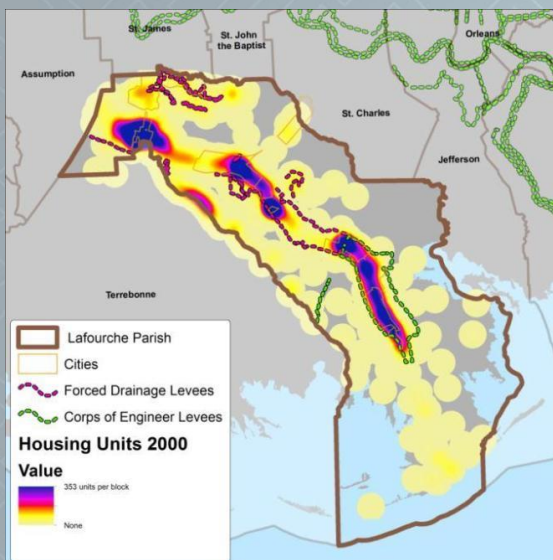 St. James
St. John
the Baptist
Orleans
Assumption
St. Charles
Jefferson
Terrebonne
Lafourche Parish
Cities
Forced Drainage Levees
Corps of Engineer Levees
Housing Units 2000
Value
353 units per block
None